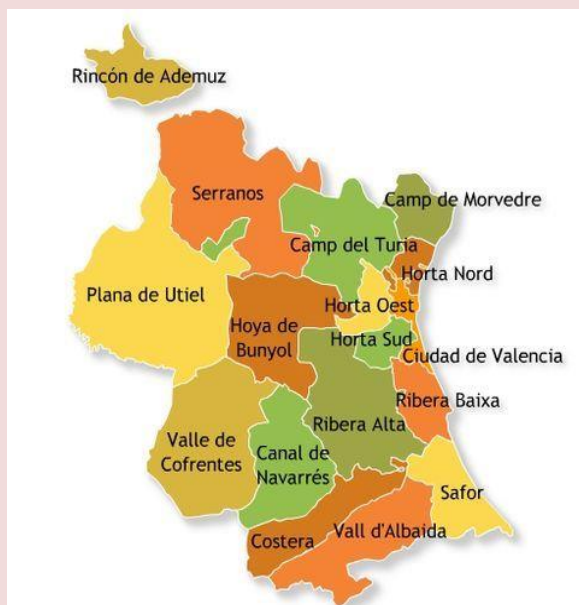 Rincón de Ademuz
Serranos
Camp de Morvedre
Camp del Turia
Horta Nord
Plana de Utiel
Horta Oest
Hoya de
Bunyol
Horta Sud
Ciudad de Valencia
Ribera Baixa
Ribera Alta
Valle de
Cofrentes
Canal de
Navarrés
Safor
Vall d'Albaida
Costera